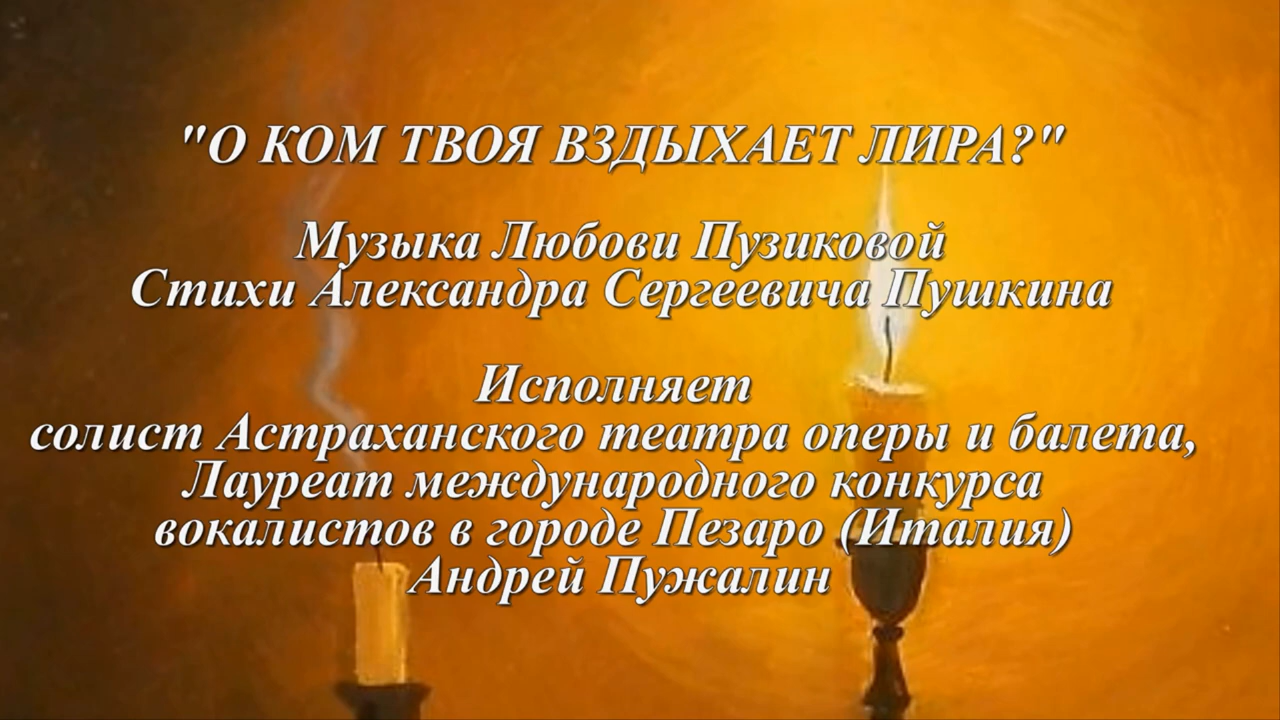 "О КОМ ТВОЯ ВЗДЫХАЕТ ЛИРА?"
Музыка Любови Пузиковой
Стихи Александра Сергеевича Пушкина
Исполняет
солист Астраханского театра оперы и балета,
Лауреат международного конкурса
вокалистов в городе Пезаро (Италия)
Андрей Пужалин